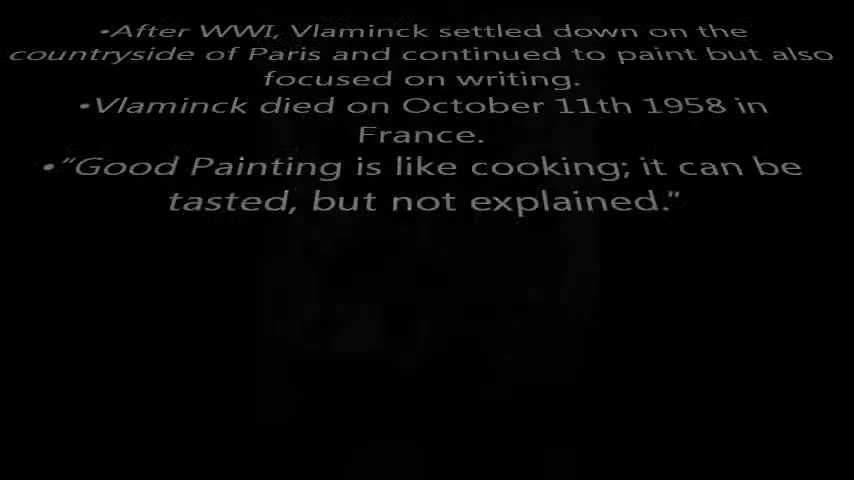 •After WWI, Vlaminck settled down on the
countryside of Paris and continued to paint but also
focused on writing.
•Vlaminck died on October 11th 1958 in
France.
•“Good Painting is like cooking; it can be
tasted, but not explained.”